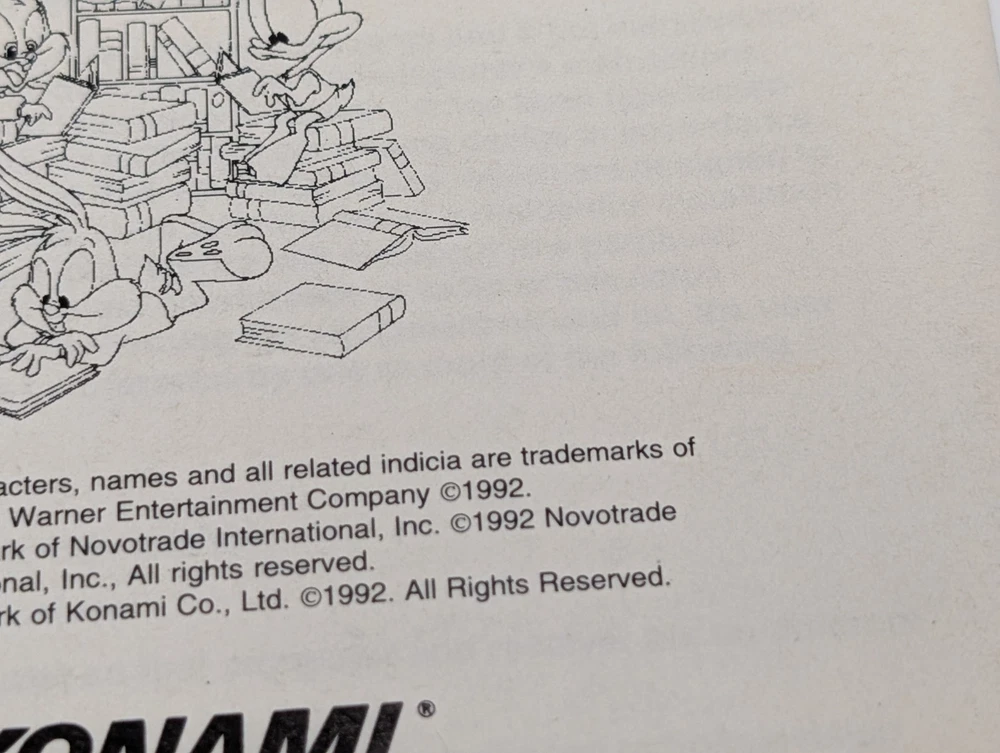 acters, names and all related indicia are trademarks of
Warner Entertainment Company ©1992.
rk of Novotrade International, Inc. ©1992 Novotrade
onal, Inc., All rights reserved.
rk of Konami Co., Ltd. ©1992. All Rights Reserved.
KONAMI®